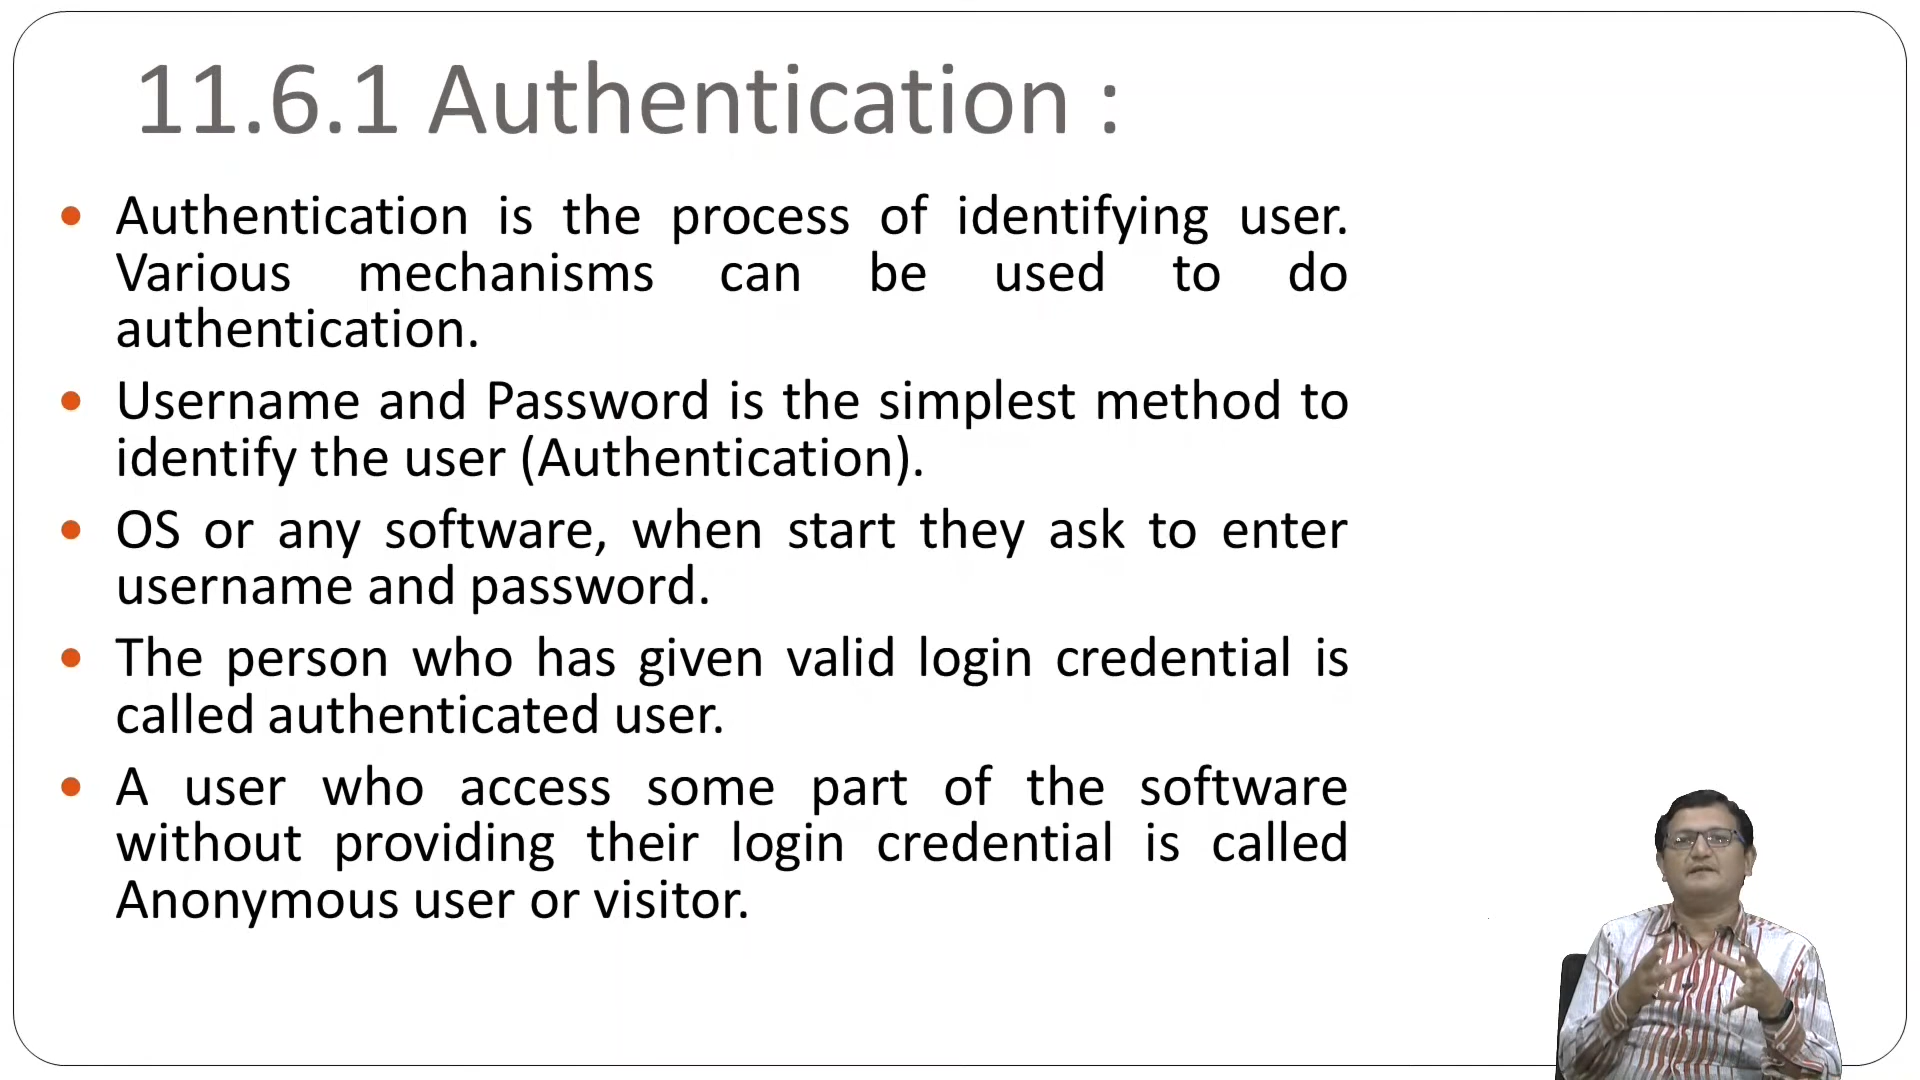 11.6.1 Authentication :
Authentication is the process of identifying user.
Various mechanisms can be used to do
authentication.
Username and Password is the simplest method to
identify the user (Authentication).
OS or any software, when start they ask to enter
username and password.
The person who has given valid login credential is
called authenticated user.
A user who access some part of the software
without providing their login credential is called
Anonymous user or visitor.